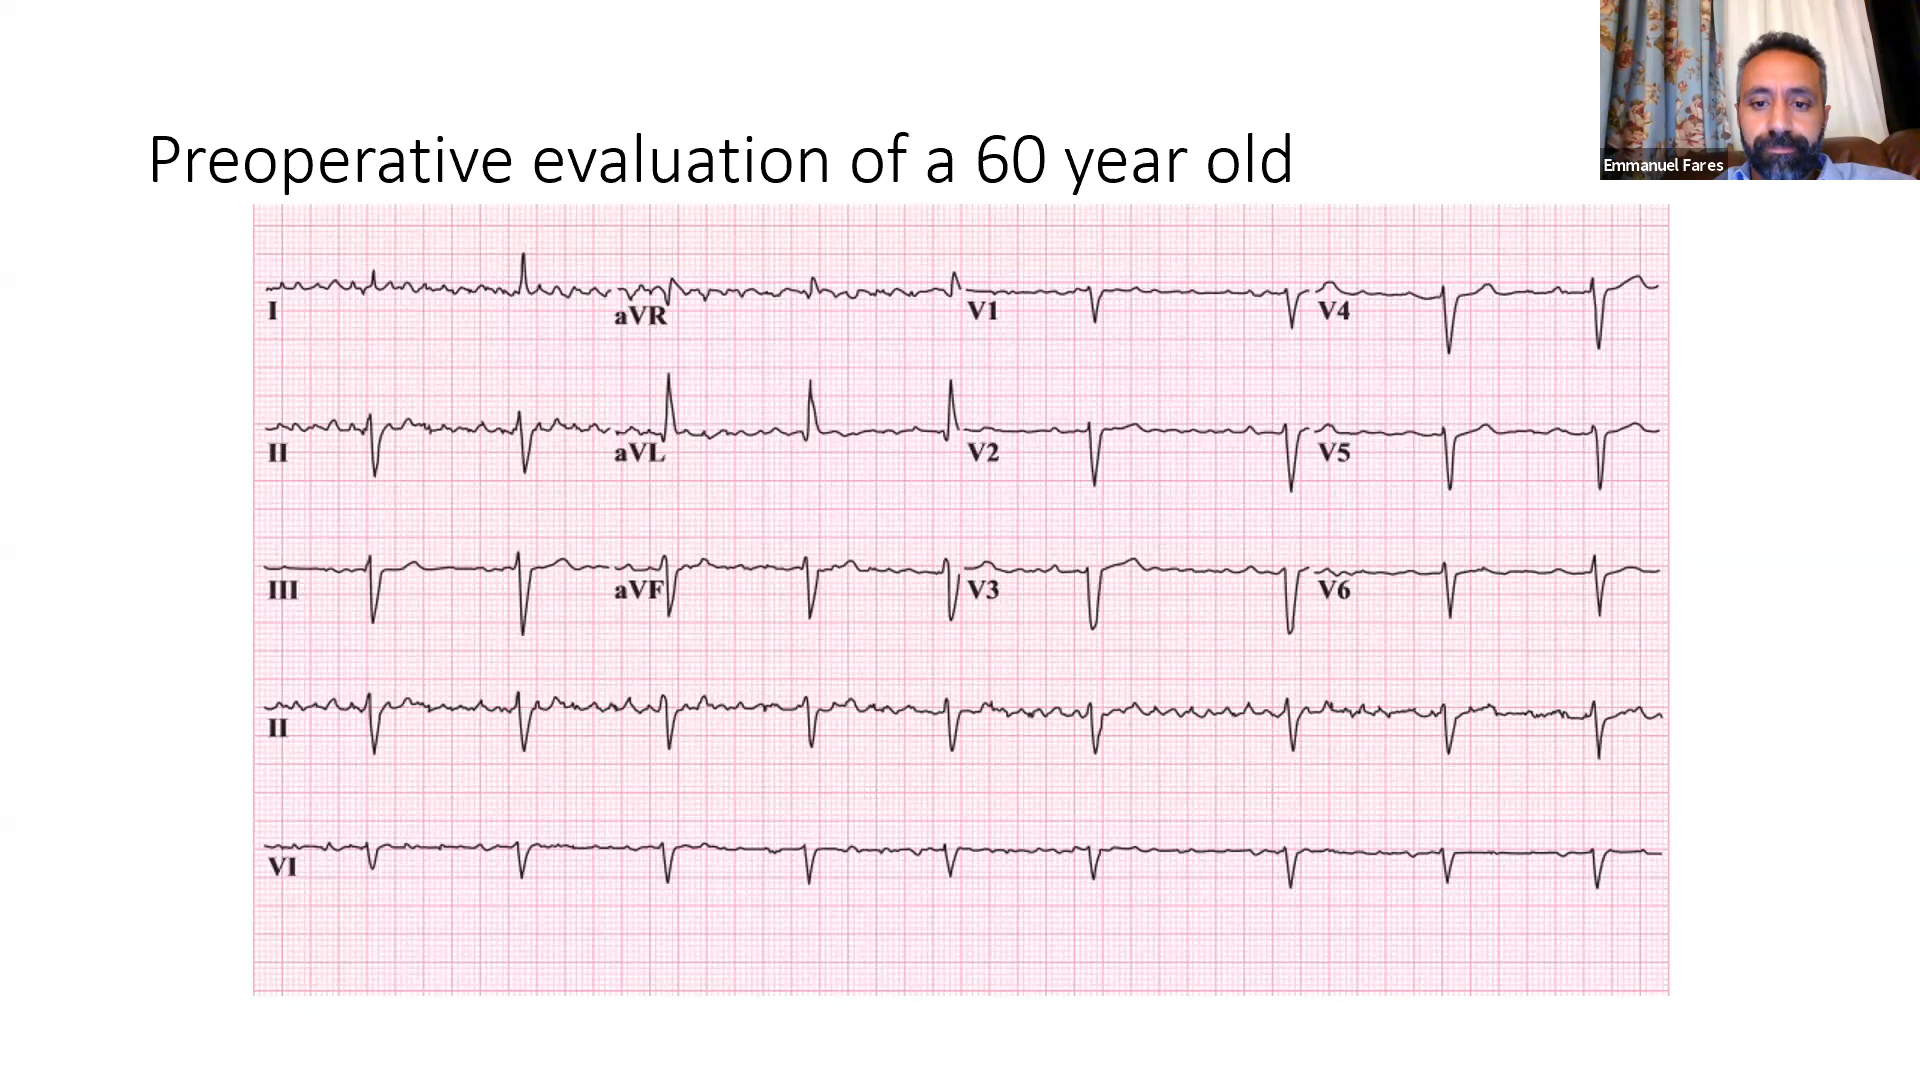 Preoperative evaluation of a 60 year old
Emmanuel Fares
I
aVR
V1
V4
II
aVL
V2
V5
III
aVF
V3
V6
II
VI